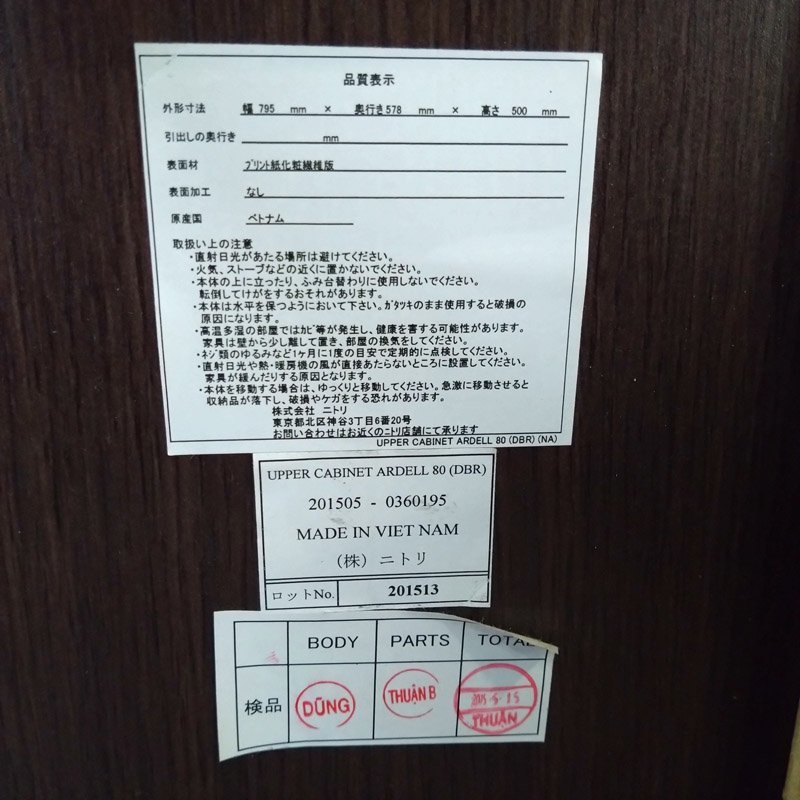 品質表示
外形寸法 幅 795 mm × 奥行き 578 mm × 高さ 500 mm
引出しの奥行き mm
表面材 プリント紙化粧繊維版
表面加工 なし
原産国 ベトナム
取扱い上の注意
・直射日光があたる場所は避けてください。
・火気、ストーブなどの近くに置かないでください。
・本体の上に立ったり、ふみ台替わりに使用しないでください。
転倒してけがをするおそれがあります。
・本体は水平を保つようにおいて下さい。ガタツキのまま使用すると破損の
原因になります。
・高温多湿の部屋ではカビ等が発生し、健康を害する可能性があります。
家具は壁から少し離して置き、部屋の換気をしてください。
・ネジ類のゆるみなど1ヶ月に1度の目安で定期的に点検してください。
・直射日光や熱・暖房機の風が直接あたらないところに設置してください。
家具が緩んだりする原因となります。
・本体を移動する場合は、ゆっくりと移動してください。急激に移動させると
収納品が落下し、破損やケガをする恐れがあります。
株式会社 ニトリ
東京都北区神谷3丁目6番20号
お問い合わせはお近くのニトリ店舗にて承ります
UPPER CABINET ARDELL 80 (DBR) (NA)
UPPER CABINET ARDELL 80 (DBR)
201505 - 0360195
MADE IN VIET NAM
(株) ニトリ
ロットNo. 201513
BODY PARTS TOTAL
検品 DŨNG THUẬN B
THUẬN